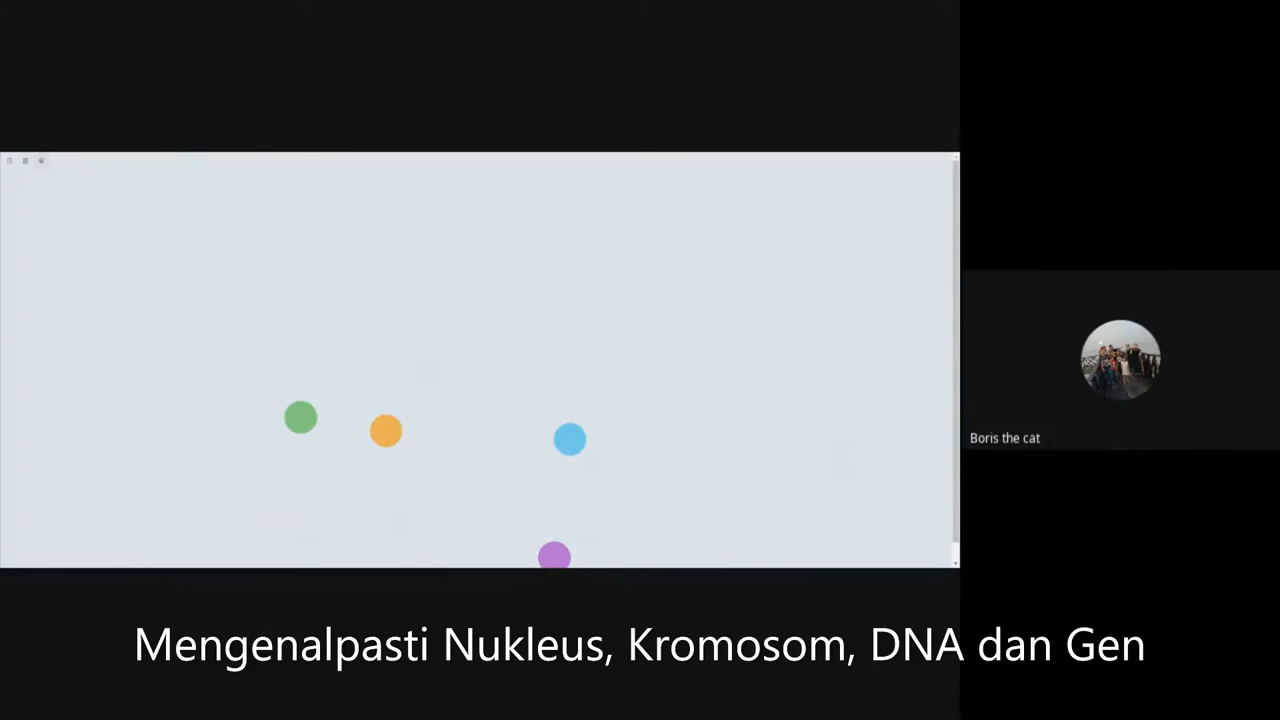 Boris the cat
Mengenalpasti Nukleus, Kromosom, DNA dan Gen